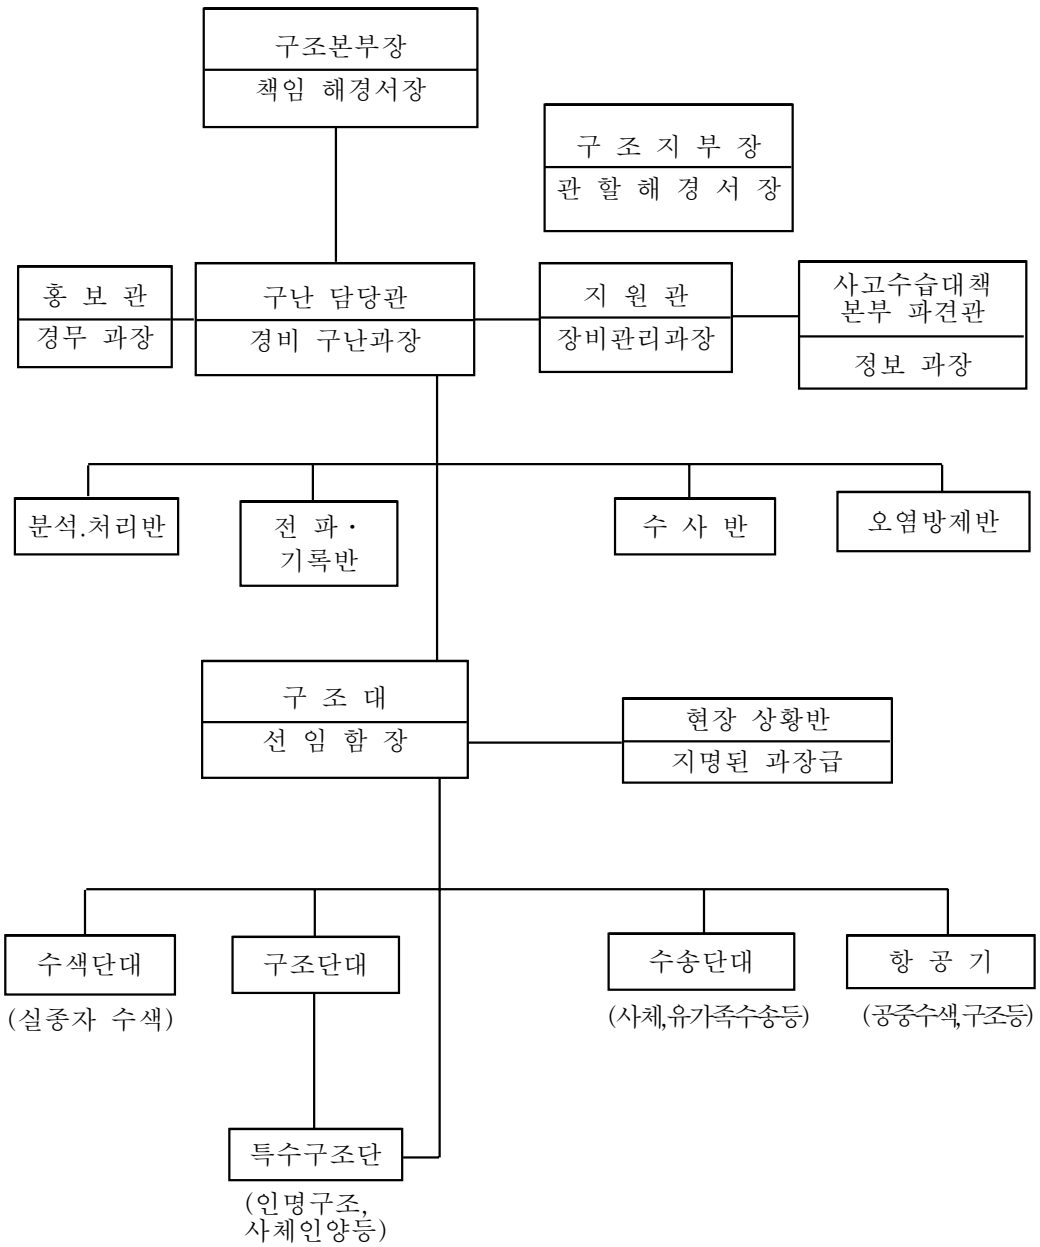 구조본부장
책임 해경서장
구 조 지 부 장
관 할 해 경 서 장
홍 보 관
경무 과장
구난 담당관
경비 구난과장
지 원 관
장비관리과장
사고수습대책
본부 파견관
정보 과장
분석.처리반
전 파·
기록반
수 사 반
오염방제반
구 조 대
선 임 함 장
현장 상황반
지명된 과장급
수색단대
(실종자 수색)
구조단대
수송단대
(사체,유가족수송등)
항 공 기
(공중수색,구조등)
특수구조단
(인명구조,
사체인양등)